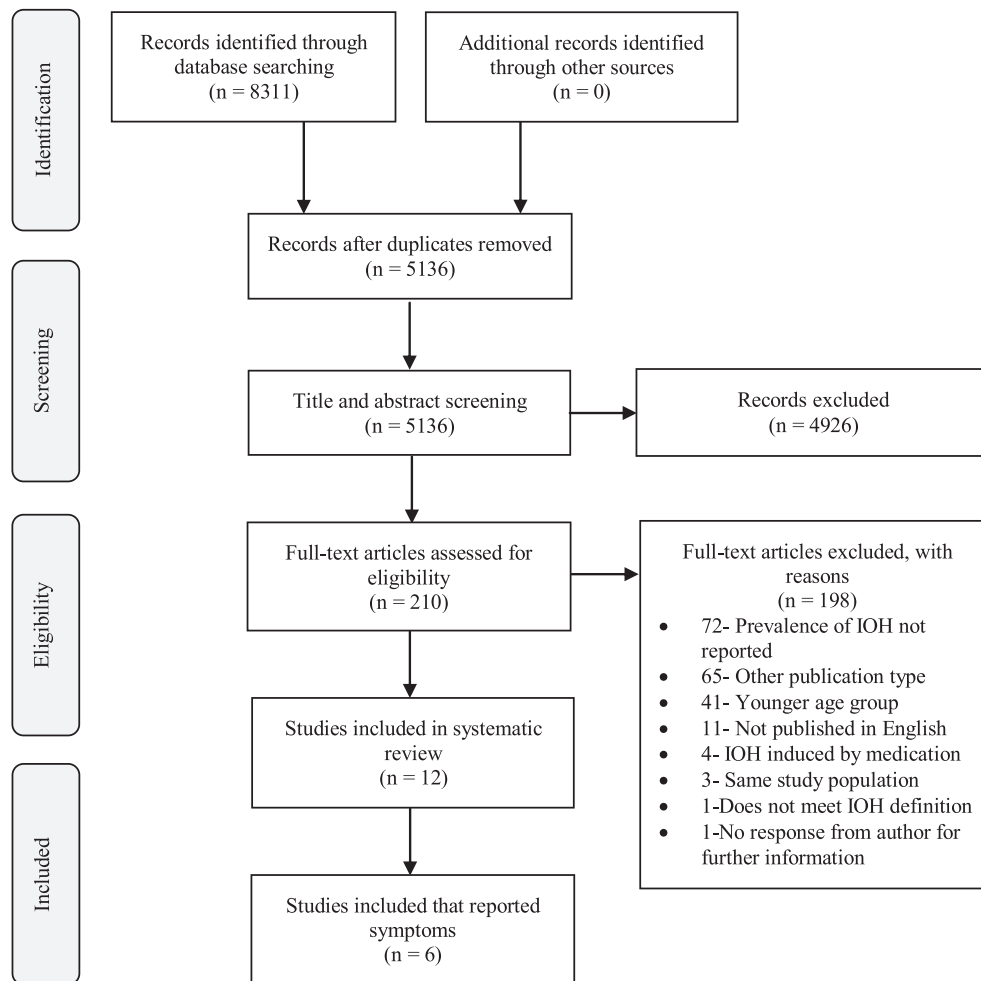 Identification
Records identified through
database searching
(n = 8311)
Additional records identified
through other sources
(n = 0)
Records after duplicates removed
(n = 5136)
Screening
Title and abstract screening
(n = 5136)
Records excluded
(n = 4926)
Eligibility
Full-text articles assessed for
eligibility
(n = 210)
Full-text articles excluded, with
reasons
(n = 198)
• 72- Prevalence of IOH not
reported
• 65- Other publication type
• 41- Younger age group
• 11- Not published in English
• 4- IOH induced by medication
• 3- Same study population
• 1-Does not meet IOH definition
• 1-No response from author for
further information
Studies included in systematic
review
(n = 12)
Included
Studies included that reported
symptoms
(n = 6)